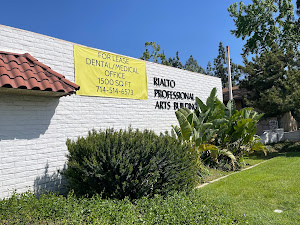 FOR LEASE
DENTAL/MEDICAL
OFFICE
1500 SQ FT
714-514-6573
RIALTO
PROFESSIONAL
ARTS BUILDING